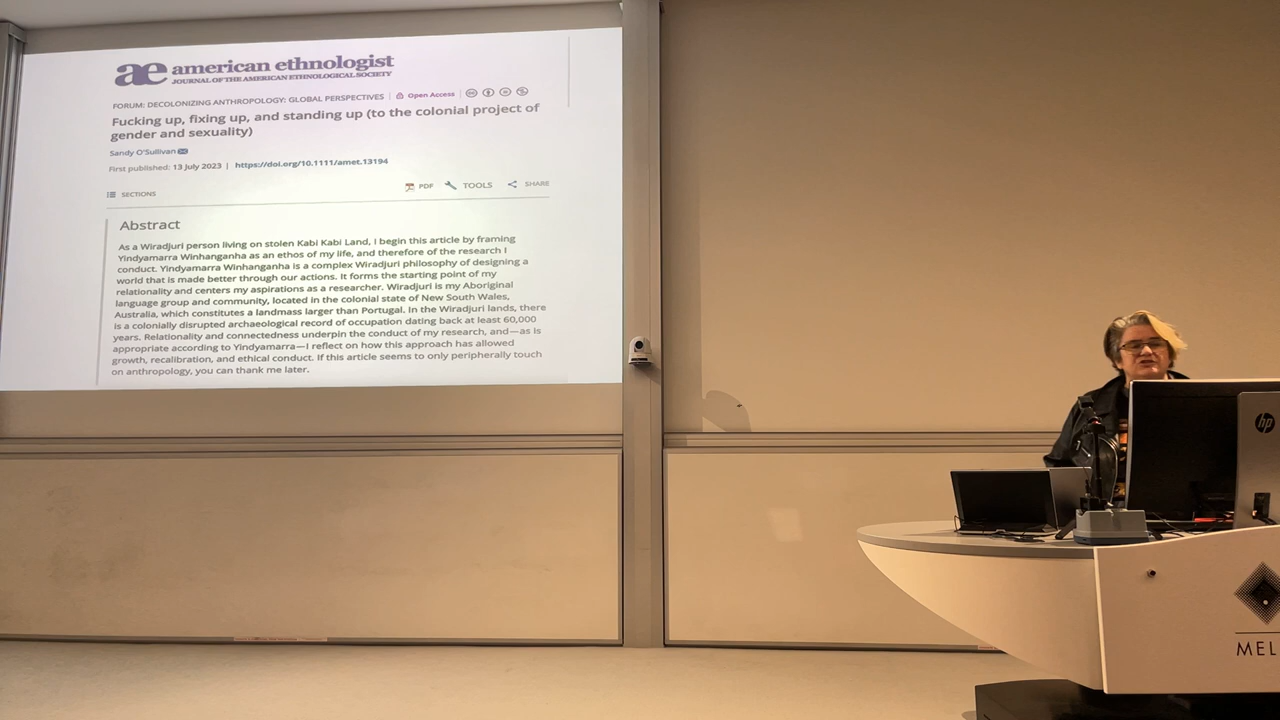 ae american ethnologist
JOURNAL OF THE AMERICAN ETHNOLOGICAL SOCIETY
FORUM: DECOLONIZING ANTHROPOLOGY: GLOBAL PERSPECTIVES | Open Access |
Fucking up, fixing up, and standing up (to the colonial project of
gender and sexuality)
Sandy O'Sullivan
First published: 13 July 2023 | https://doi.org/10.1111/amet.13194
SECTIONS
PDF TOOLS SHARE
Abstract
As a Wiradjuri person living on stolen Kabi Kabi Land, I begin this article by framing
Yindyamarra Winhanganha as an ethos of my life, and therefore of the research I
conduct. Yindyamarra Winhanganha is a complex Wiradjuri philosophy of designing a
world that is made better through our actions. It forms the starting point of my
relationality and centers my aspirations as a researcher. Wiradjuri is my Aboriginal
language group and community, located in the colonial state of New South Wales,
Australia, which constitutes a landmass larger than Portugal. In the Wiradjuri lands, there
is a colonially disrupted archaeological record of occupation dating back at least 60,000
years. Relationality and connectedness underpin the conduct of my research, and—as is
appropriate according to Yindyamarra—I reflect on how this approach has allowed
growth, recalibration, and ethical conduct. If this article seems to only peripherally touch
on anthropology, you can thank me later.
hp
MEL